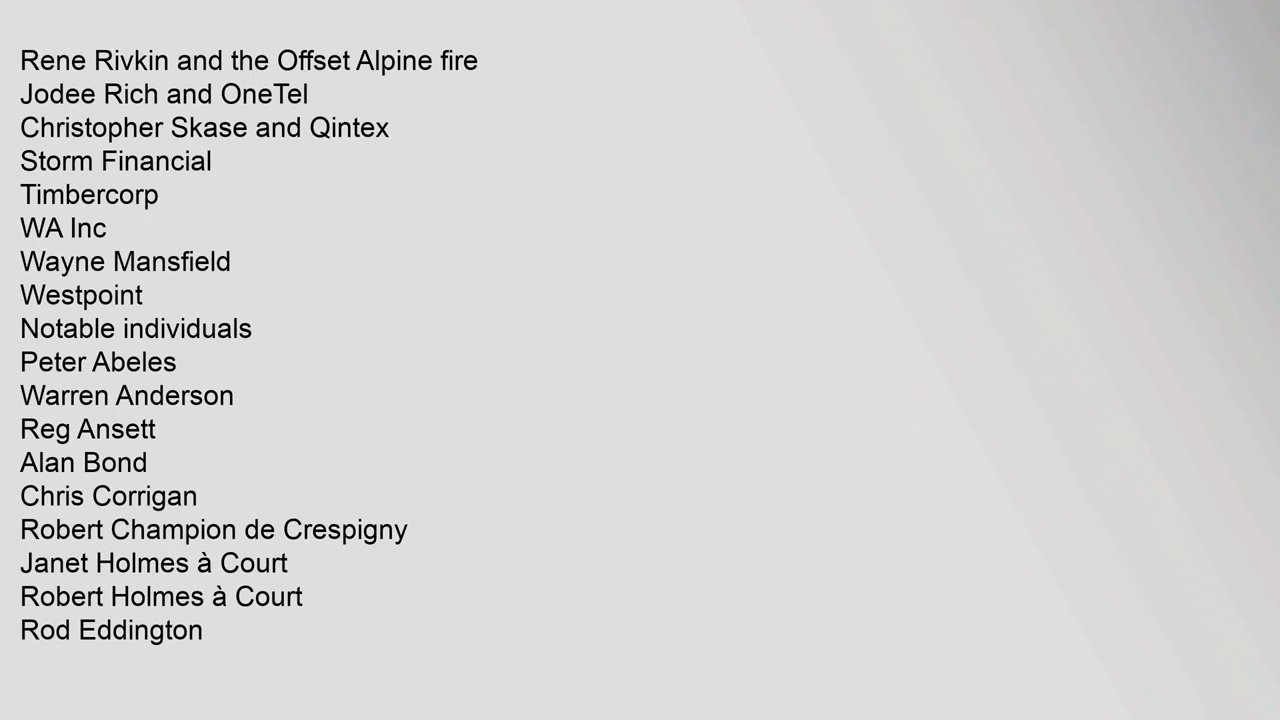 Rene Rivkin and the Offset Alpine fire
Jodee Rich and OneTel
Christopher Skase and Qintex
Storm Financial
Timbercorp
WA Inc
Wayne Mansfield
Westpoint
Notable individuals
Peter Abeles
Warren Anderson
Reg Ansett
Alan Bond
Chris Corrigan
Robert Champion de Crespigny
Janet Holmes à Court
Robert Holmes à Court
Rod Eddington